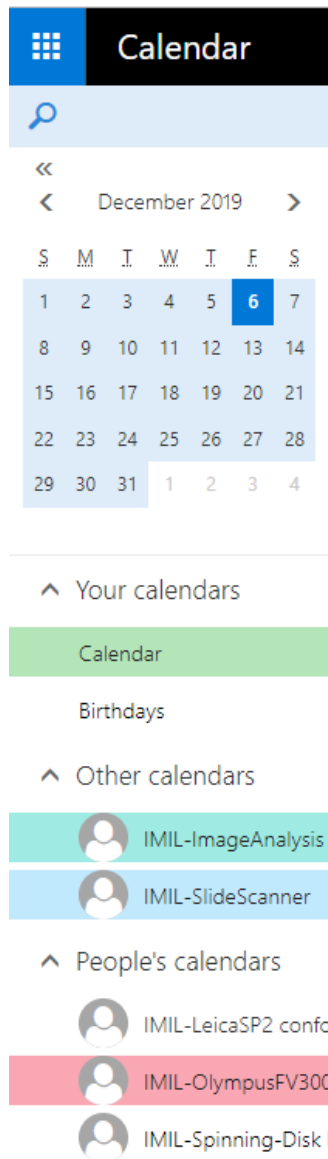 Calendar
December 2019
S M T W T F S
1 2 3 4 5 6 7
8 9 10 11 12 13 14
15 16 17 18 19 20 21
22 23 24 25 26 27 28
29 30 31 1 2 3 4
Your calendars
Calendar
Birthdays
Other calendars
IMIL-ImageAnalysis
IMIL-SlideScanner
People's calendars
IMIL-LeicaSP2 confo
IMIL-OlympusFV300
IMIL-Spinning-Disk